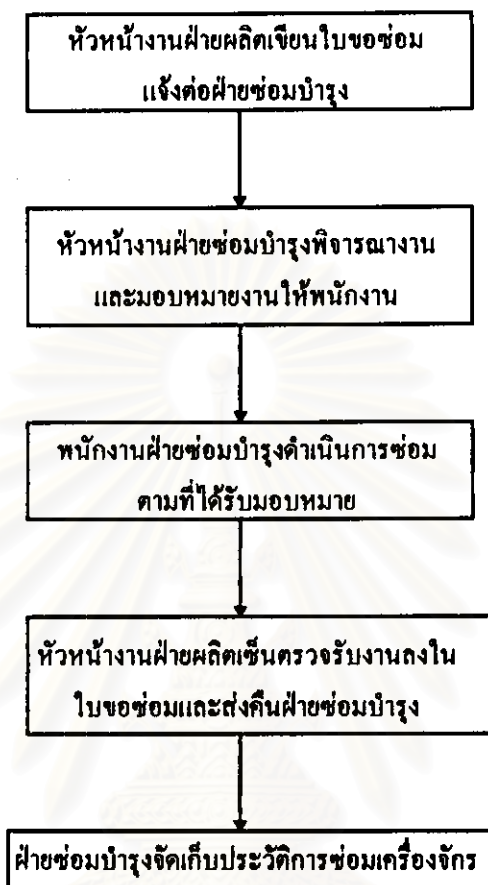 หัวหน้างานฝ่ายผลิตเขียนใบขอซ่อม
แจ้งต่อฝ่ายซ่อมบำรุง
หัวหน้างานฝ่ายซ่อมบำรุงพิจารณางาน
และมอบหมายงานให้พนักงาน
พนักงานฝ่ายซ่อมบำรุงดำเนินการซ่อม
ตามที่ได้รับมอบหมาย
หัวหน้างานฝ่ายผลิตเซ็นตรวจรับงานลงใน
ใบขอซ่อมและส่งคืนฝ่ายซ่อมบำรุง
ฝ่ายซ่อมบำรุงจัดเก็บประวัติการซ่อมเครื่องจักร